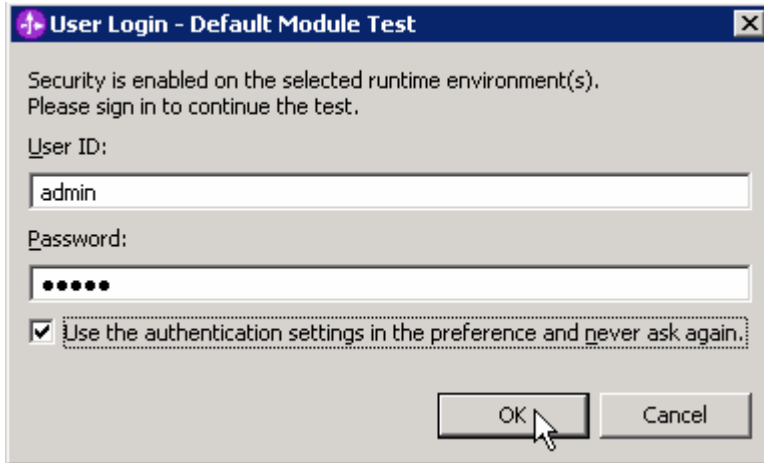 User Login - Default Module Test
Security is enabled on the selected runtime environment(s).
Please sign in to continue the test.
User ID:
admin
Password:
●●●●●
Use the authentication settings in the preference and never ask again.
OK Cancel